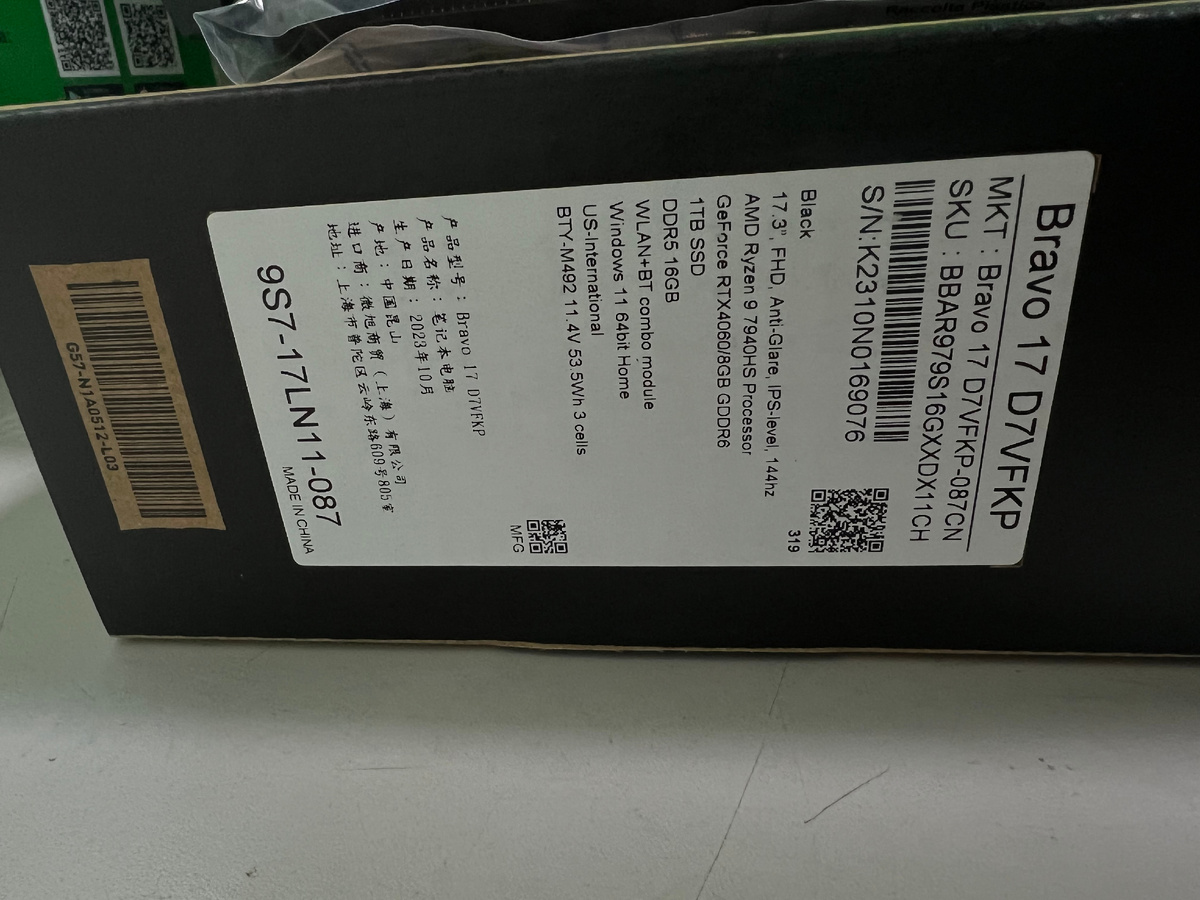 Raccolta Plastica.
Bravo 17 D7VFKP
MKT : Bravo 17 D7VFKP-087CN
SKU : BBAR979S16GXXDX11CH
S/N:K2310N0169076
319
Black
17.3", FHD, Anti-Glare, IPS-level, 144hz
AMD Ryzen 9 7940HS Processor
GeForce RTX4060/8GB GDDR6
1TB SSD
DDR5 16GB
WLAN+BT combo module
Windows 11 64bit Home
US-International
BTY-M492 11.4V 53.5Wh 3 cells
MFG
产品型号：Bravo 17 D7VFKP
产品名称：笔记本电脑
生产日期：2023年10月
产地：中国昆山
进口商：微旭商贸（上海）有限公司
地址：上海市普陀区云岭东路609号805室
9S7-17LN11-087
MADE IN CHINA
G57-N1A0512-L03